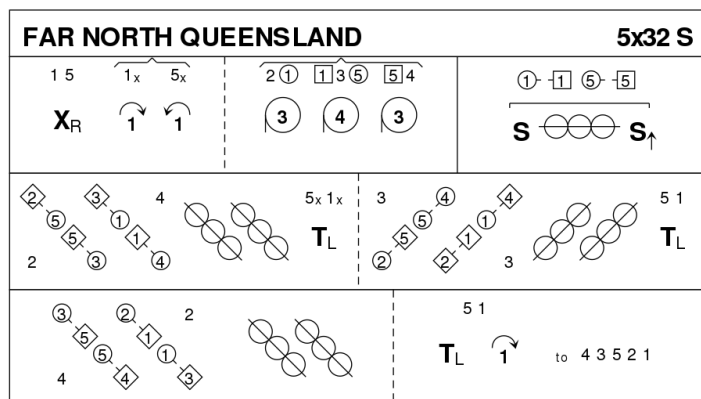 FAR NORTH QUEENSLAND 5x32 S
1 5 1x 5x 2 1 1 3 5 5 4 1 1 5 5
XR 1 1 3 4 3 S S↑
2 3 4 5x 1x 3 4 4 5 1
5 1 5 1
5 1 TL 5 1 TL
2 3 4 2 2 3
3 2 2 5 1
5 1 TL 1 to 4 3 5 2 1
5 1
4 4 3